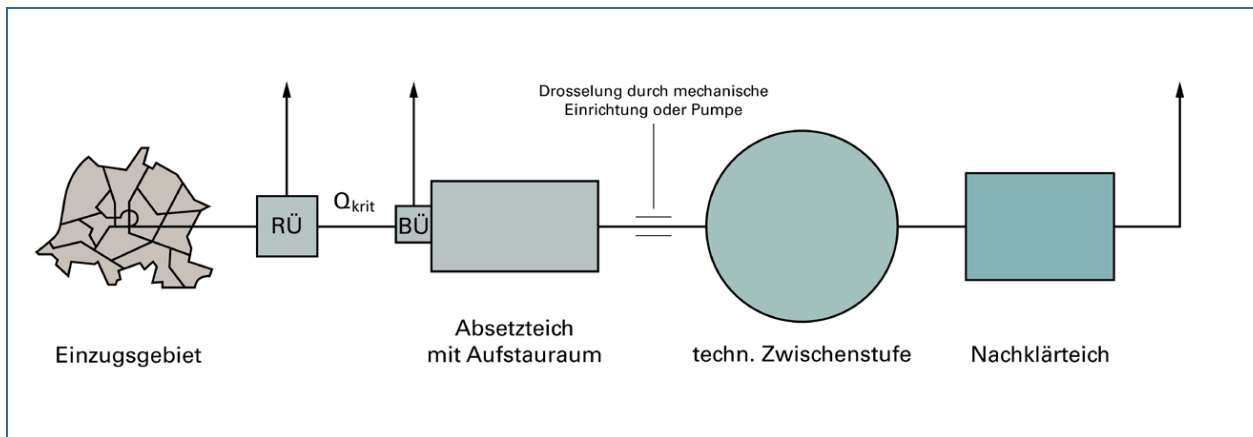 Drosselung durch mechanische
Einrichtung oder Pumpe
RÜ
Qkrit
BÜ
Einzugsgebiet
Absetzteich
mit Aufstauraum
techn. Zwischenstufe
Nachklärteich